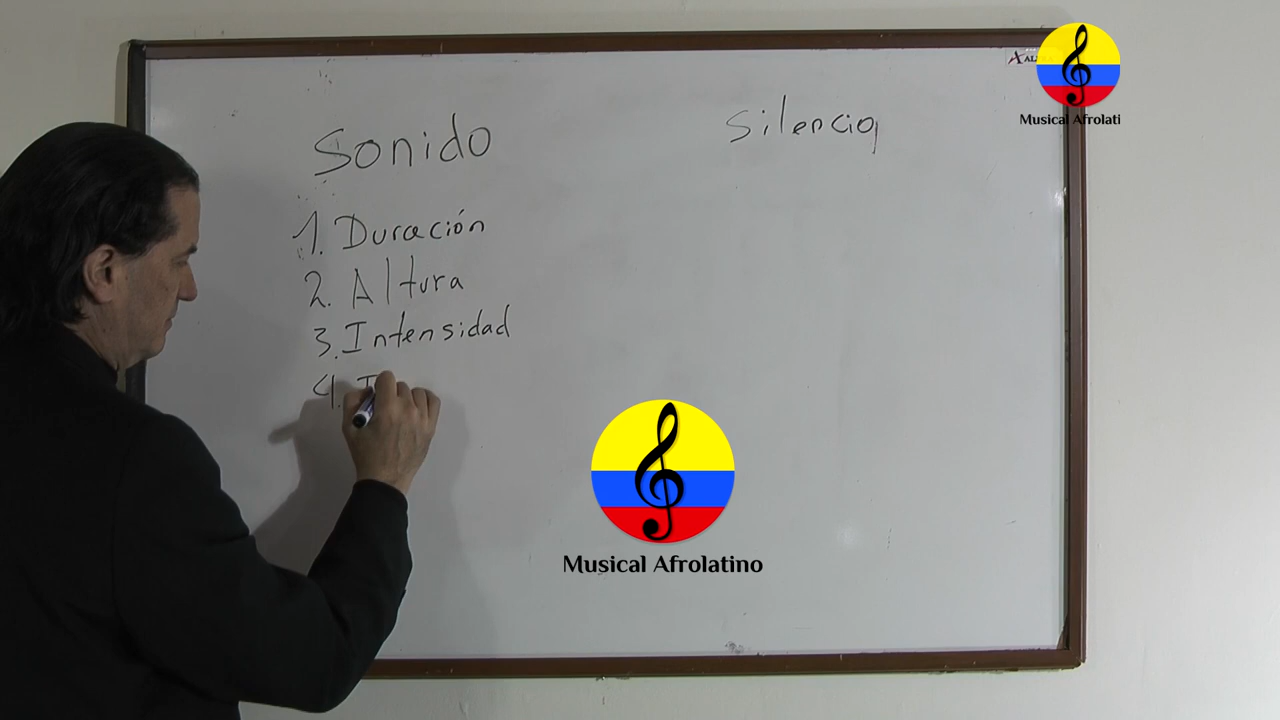 Sonido
Silencio
1. Duración
2. Altura
3. Intensidad
4.
Musical Afrolati
Musical Afrolatino